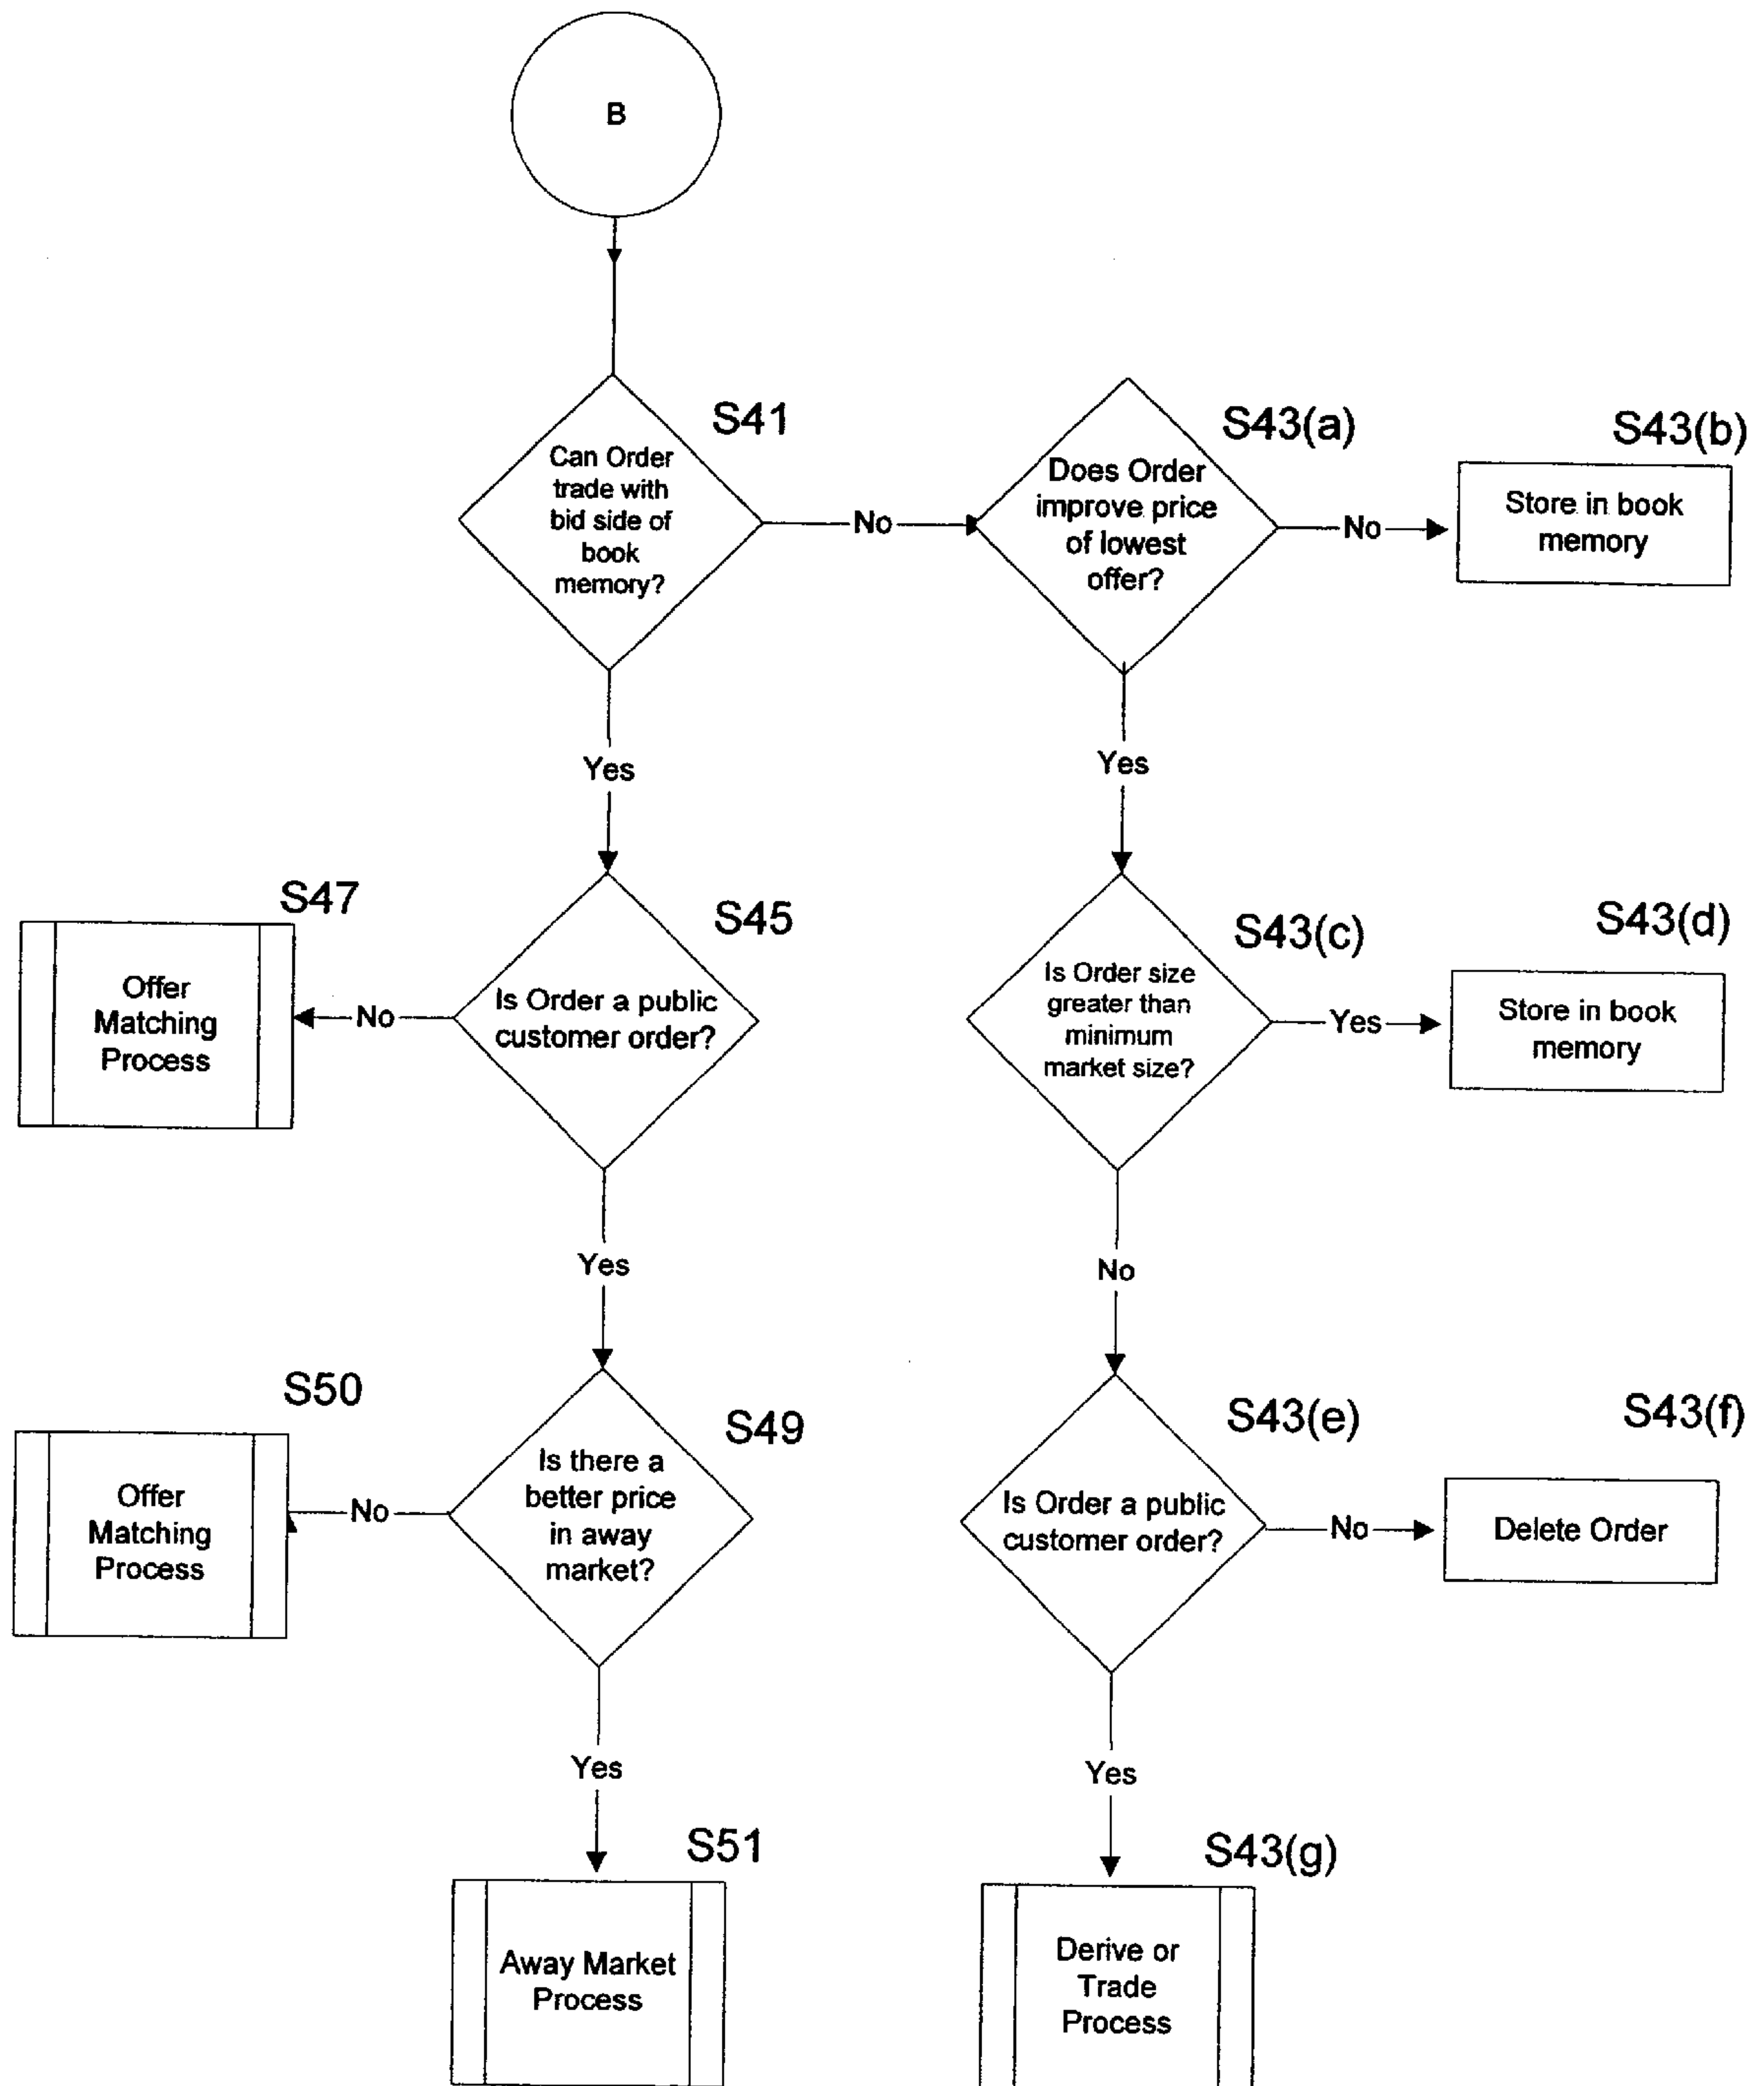 B
S41
Can Order
trade with
bid side of
book
memory?
No
S43(a)
Does Order
improve price
of lowest
offer?
No
S43(b)
Store in book
memory
Yes
Yes
S47
Offer
Matching
Process
No
S45
Is Order a public
customer order?
S43(c)
Is Order size
greater than
minimum
market size?
Yes
S43(d)
Store in book
memory
Yes
No
S50
Offer
Matching
Process
No
S49
Is there a
better price
in away
market?
S43(e)
Is Order a public
customer order?
No
S43(f)
Delete Order
Yes
Yes
S51
Away Market
Process
S43(g)
Derive or
Trade
Process